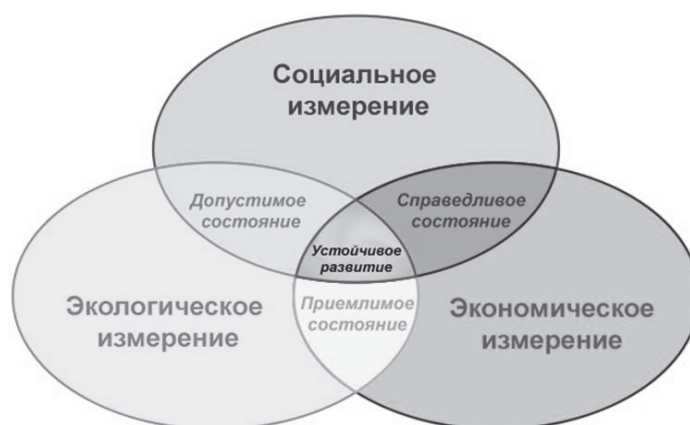 Социальное
измерение
Допустимое
состояние
Справедливое
состояние
Устойчивое
развитие
Экологическое
измерение
Приемлимое
состояние
Экономическое
измерение